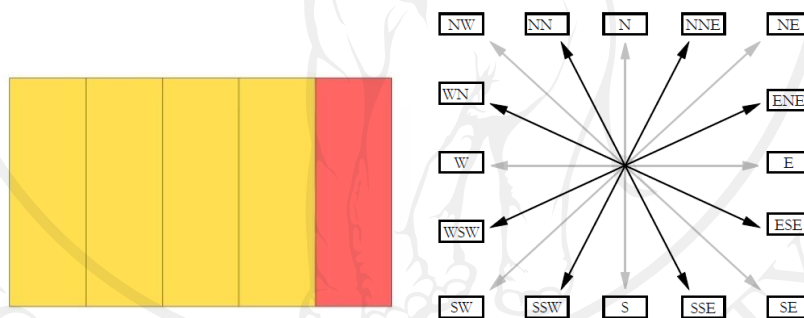 NW NN N NNE NE
WN ENE
W E
WSW ESE
SW SSW S SSE SE